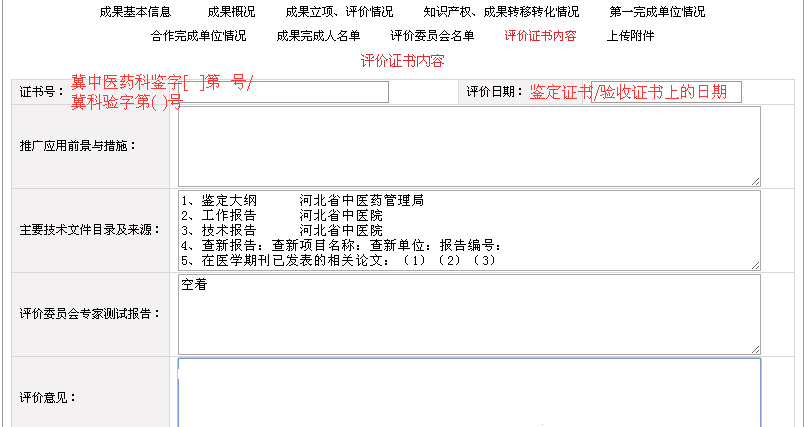 成果基本信息 成果概况 成果立项、评价情况 知识产权、成果转移转化情况 第一完成单位情况
合作完成单位情况 成果完成人名单 评价委员会名单 评价证书内容 上传附件
评价证书内容
证书号： 冀中医药科鉴字[ ]第 号/ 评价日期： 鉴定证书/验收证书上的日期
冀科验字第( )号
推广应用前景与措施：
1、鉴定大纲 河北省中医药管理局
2、工作报告 河北省中医院
主要技术文件目录及来源： 3、技术报告 河北省中医院
4、查新报告：查新项目名称：查新单位：报告编号：
5、在医学期刊已发表的相关论文：（1）（2）（3）
空着
评价委员会专家测试报告：
评价意见：